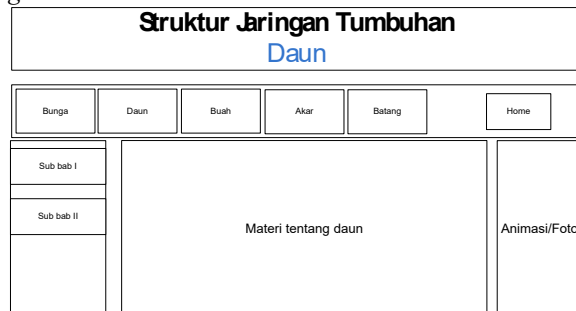 Struktur Jaringan Tumbuhan
Daun
Bunga
Daun
Buah
Akar
Batang
Home
Sub bab I
Sub bab II
Materi tentang daun
Animasi/Foto